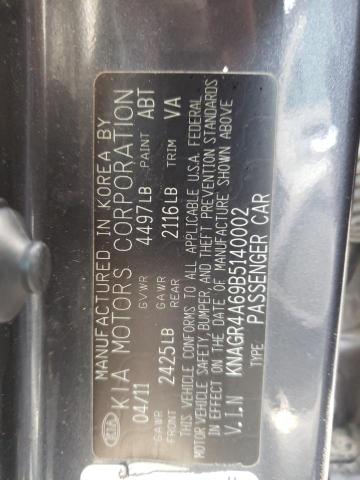 KIA
MANUFACTURED IN KOREA BY
KIA MOTORS CORPORATION
04/11 GVWR 4497LB PAINT ABT
GAWR FRONT 2425LB GAWR REAR 2116LB TRIM VA
THIS VEHICLE CONFORMS TO ALL APPLICABLE U.S.A. FEDERAL
MOTOR VEHICLE SAFETY, BUMPER, AND THEFT PREVENTION STANDARDS
IN EFFECT ON THE DATE OF MANUFACTURE SHOWN ABOVE
V.I.N KNAGR4A69B5140002
TYPE: PASSENGER CAR